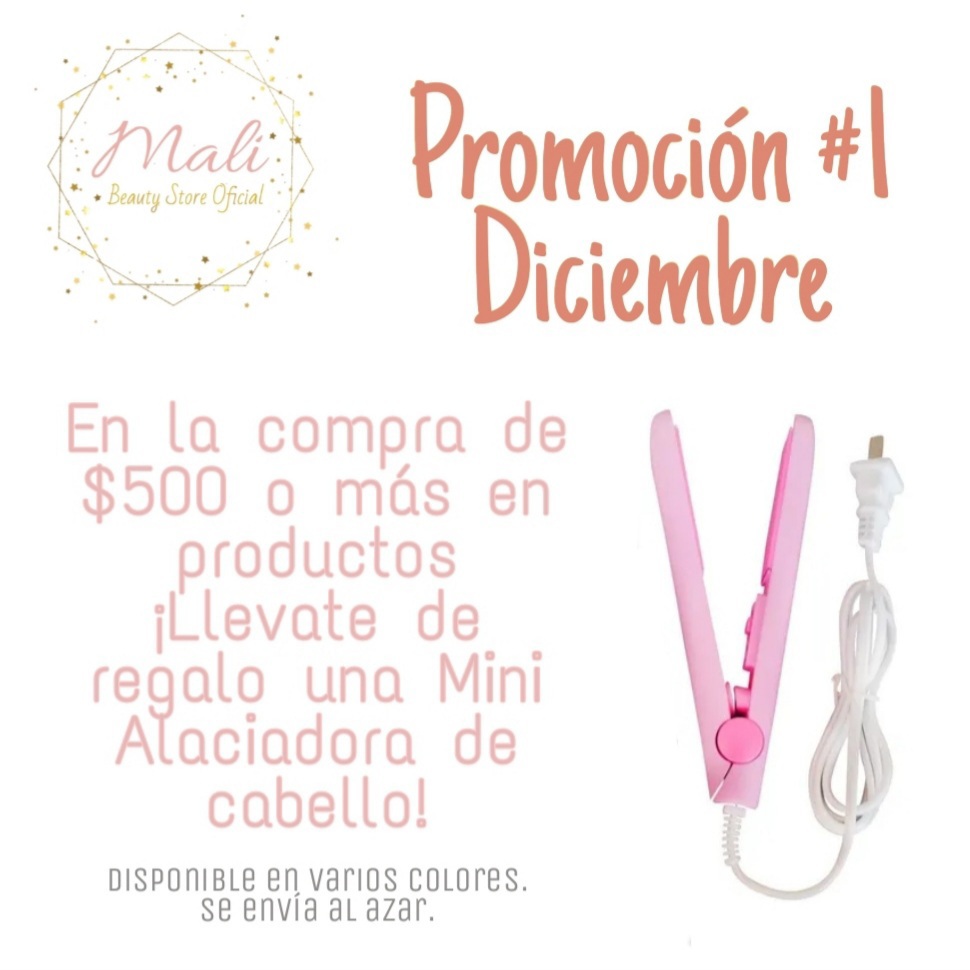 Mali
Beauty Store Oficial
Promoción #1
Diciembre
En la compra de
$500 o más en
productos
¡Llevate de
regalo una Mini
Alaciadora de
cabello!
DISPONIBLE en varios colores.
se envía al azar.